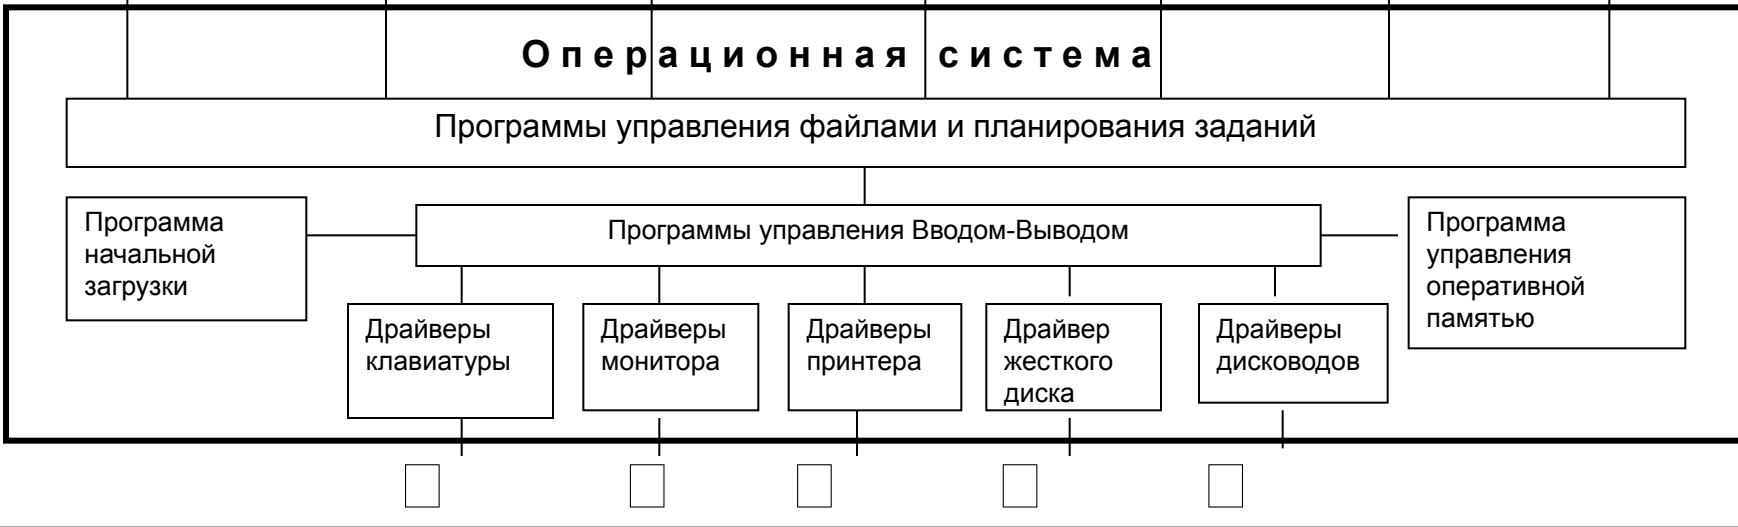 Операционная система
Программы управления файлами и планирования заданий
Программа
начальной
загрузки
Программы управления Вводом-Выводом
Программа
управления
оперативной
памятью
Драйверы
клавиатуры
Драйверы
монитора
Драйверы
принтера
Драйвер
жесткого
диска
Драйверы
дисководов